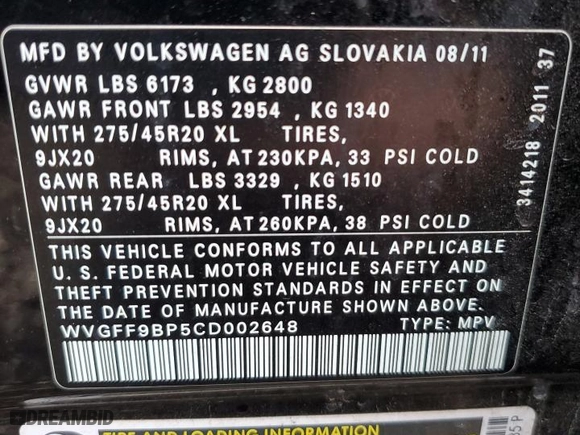 MFD BY VOLKSWAGEN AG SLOVAKIA 08/11
GVWR LBS 6173 , KG 2800
GAWR FRONT LBS 2954 , KG 1340
WITH 275/45R20 XL TIRES,
9JX20 RIMS, AT 230KPA, 33 PSI COLD
GAWR REAR LBS 3329 , KG 1510
WITH 275/45R20 XL TIRES,
9JX20 RIMS, AT 260KPA, 38 PSI COLD
THIS VEHICLE CONFORMS TO ALL APPLICABLE
U. S. FEDERAL MOTOR VEHICLE SAFETY AND
THEFT PREVENTION STANDARDS IN EFFECT ON
THE DATE OF MANUFACTURE SHOWN ABOVE.
WVGFF9BP5CD002648 TYPE: MPV
3414218 2011 37
DREAMBID
TIRE AND LOADING INFORMATION